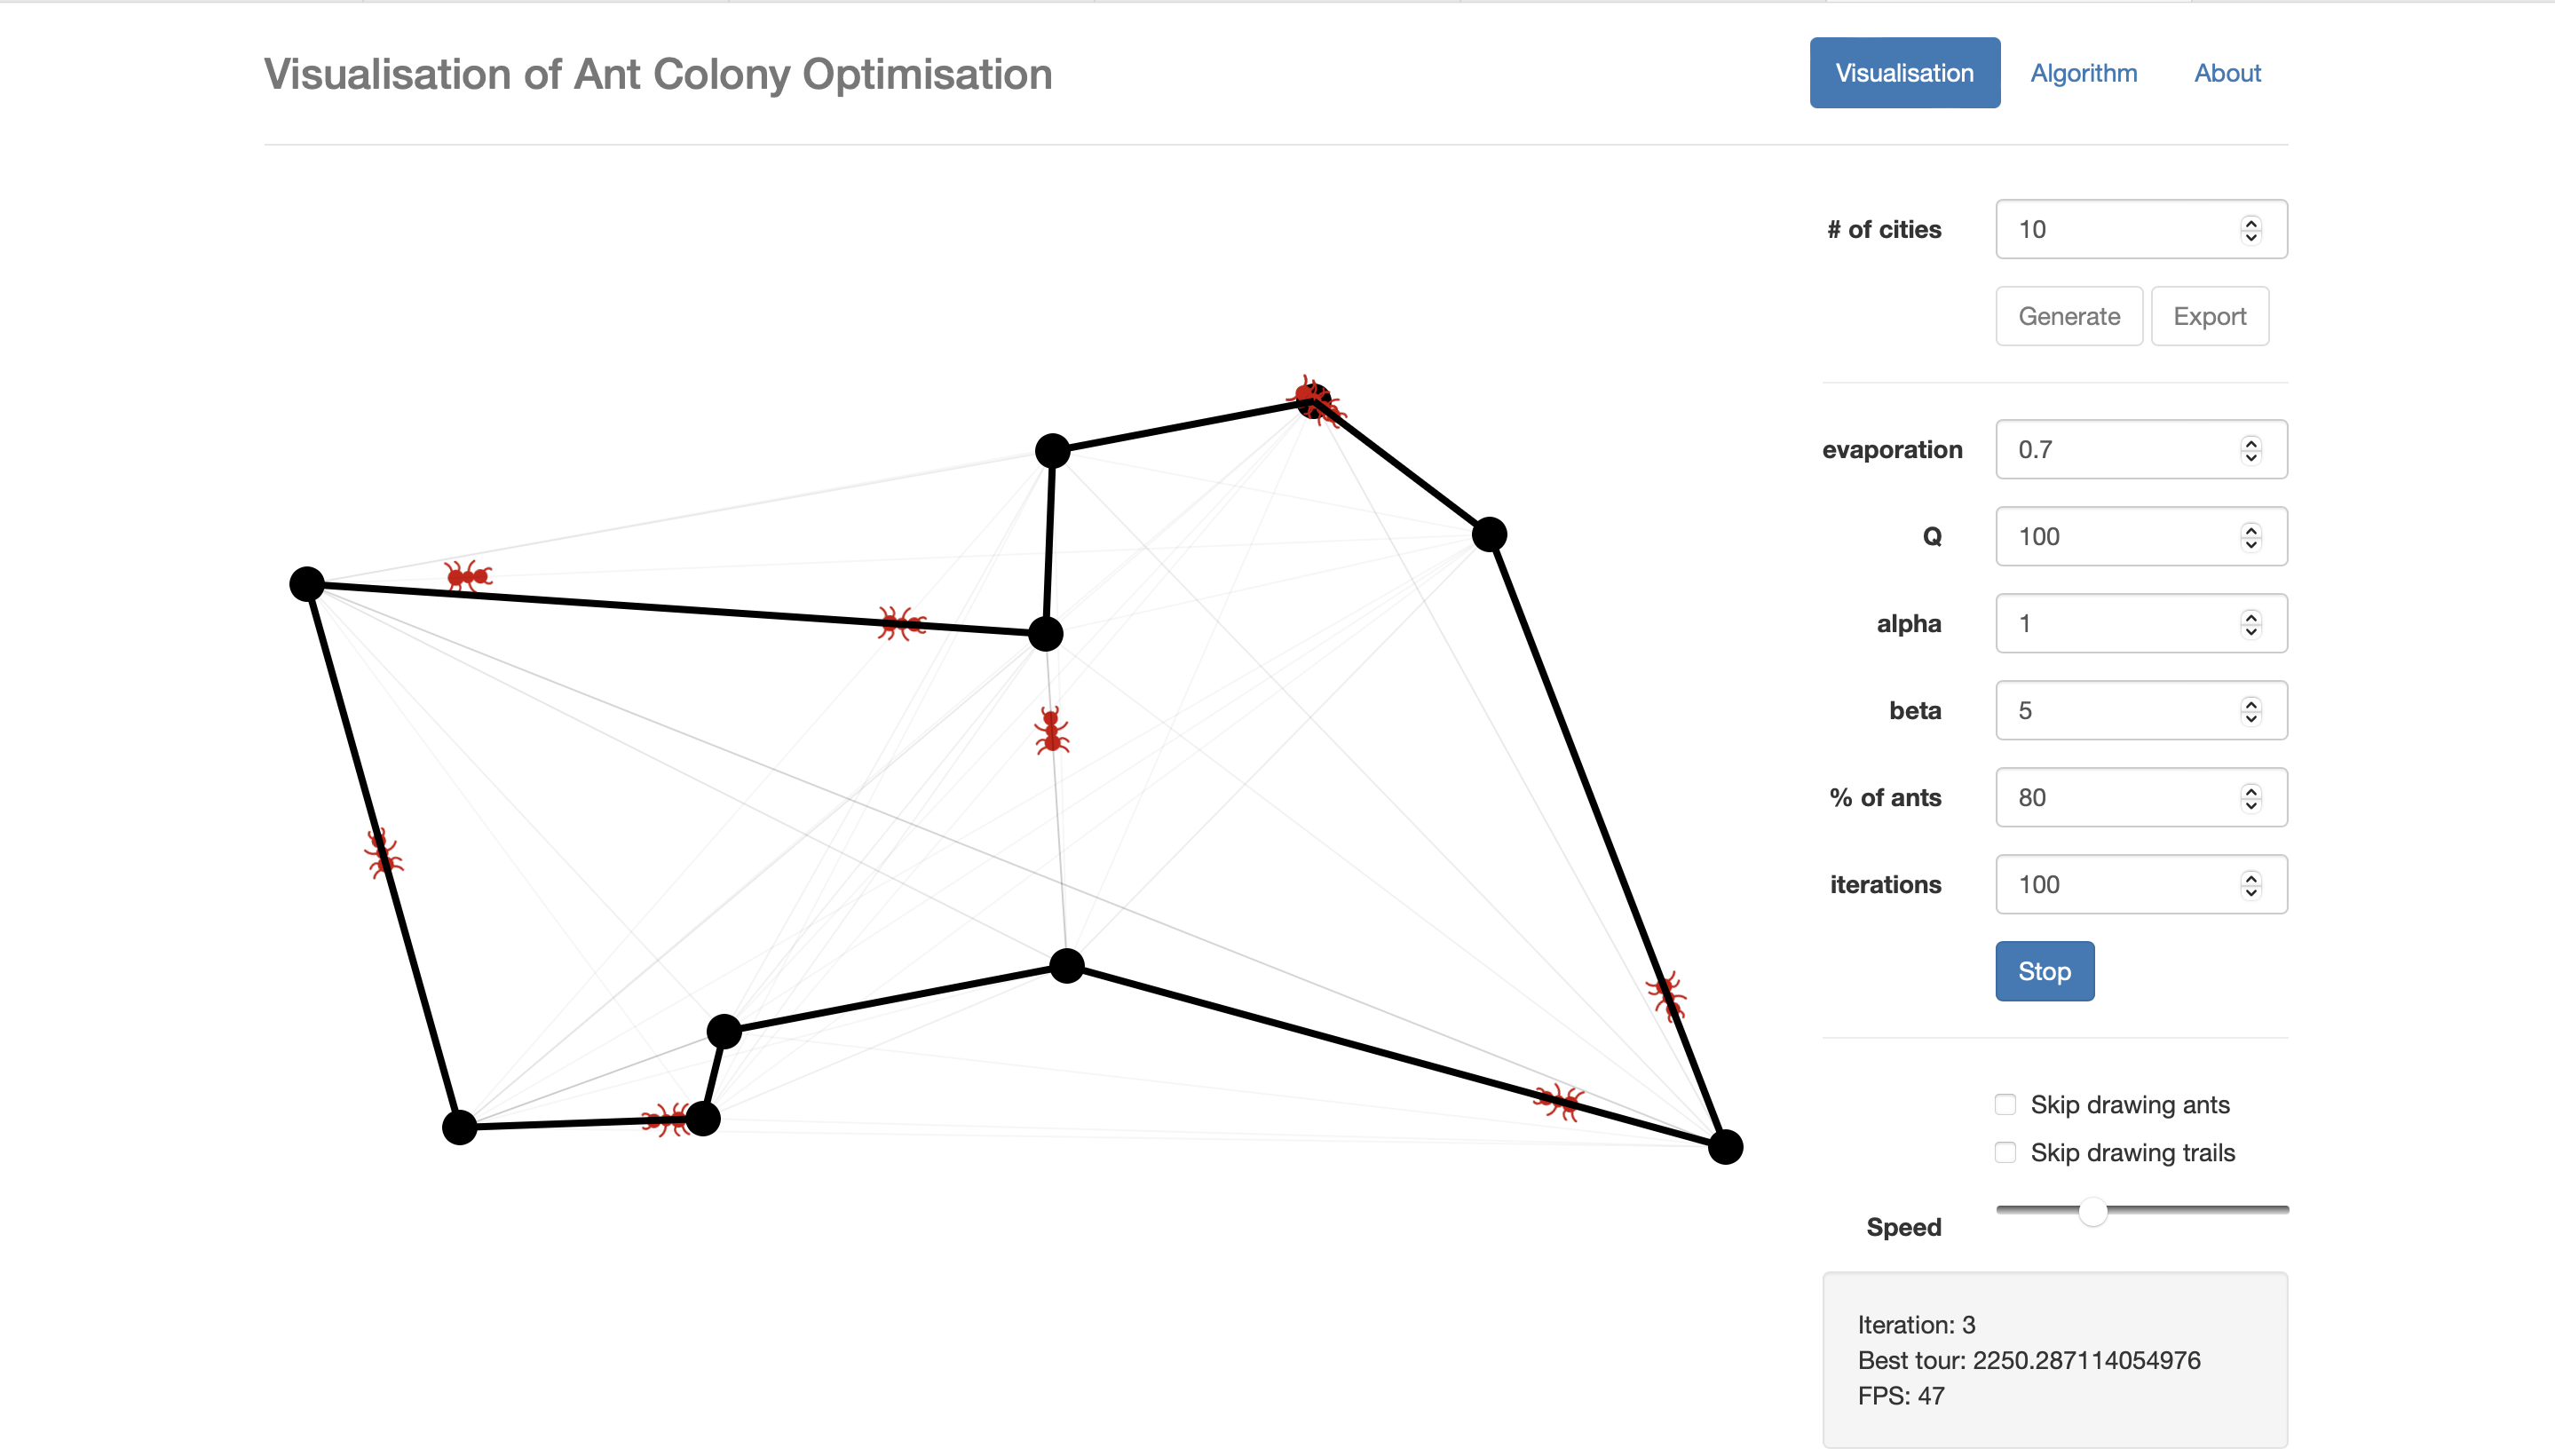 Visualisation of Ant Colony Optimisation
Visualisation Algorithm About
# of cities 10
Generate Export
evaporation 0.7
Q 100
alpha 1
beta 5
% of ants 80
iterations 100
Stop
Skip drawing ants
Skip drawing trails
Speed
Iteration: 3
Best tour: 2250.287114054976
FPS: 47